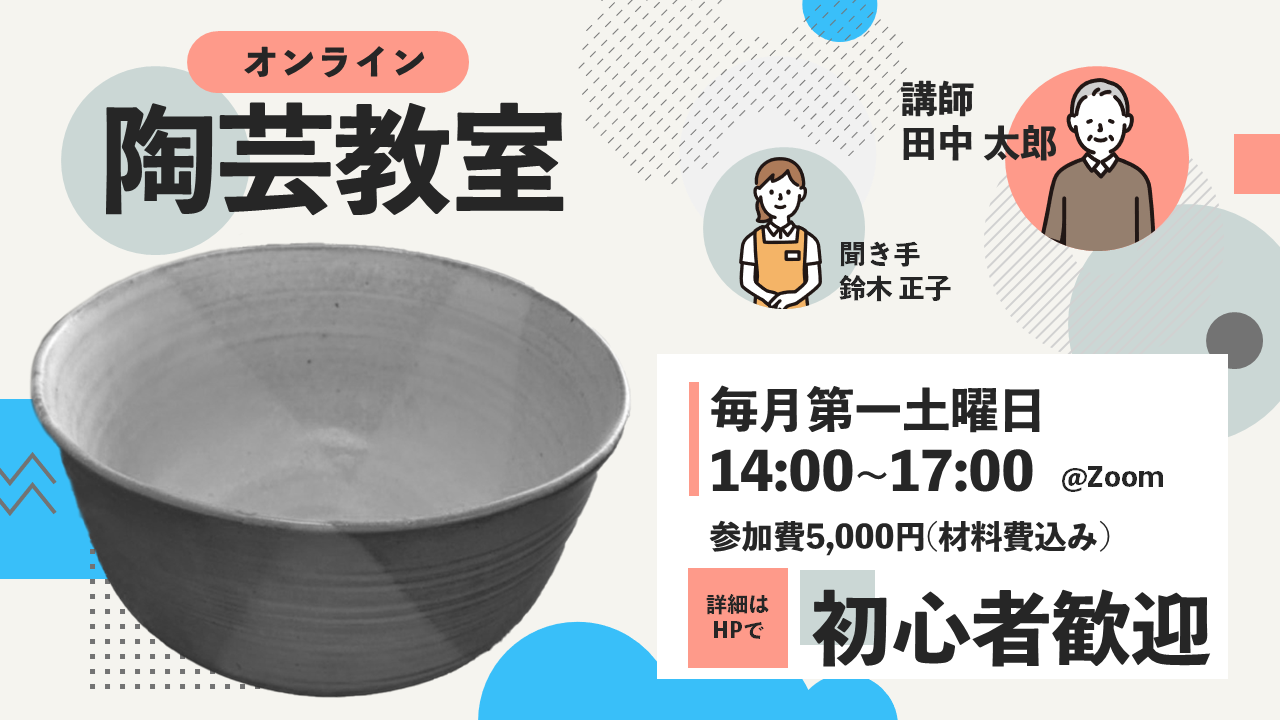 オンライン
陶芸教室
講師
田中 太郎
聞き手
鈴木 正子
毎月第一土曜日
14:00～17:00 @Zoom
参加費5,000円（材料費込み）
詳細は
HPで
初心者歓迎